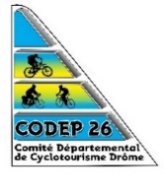 CODEP 26
Comité Départemental
de Cyclotourisme Drôme